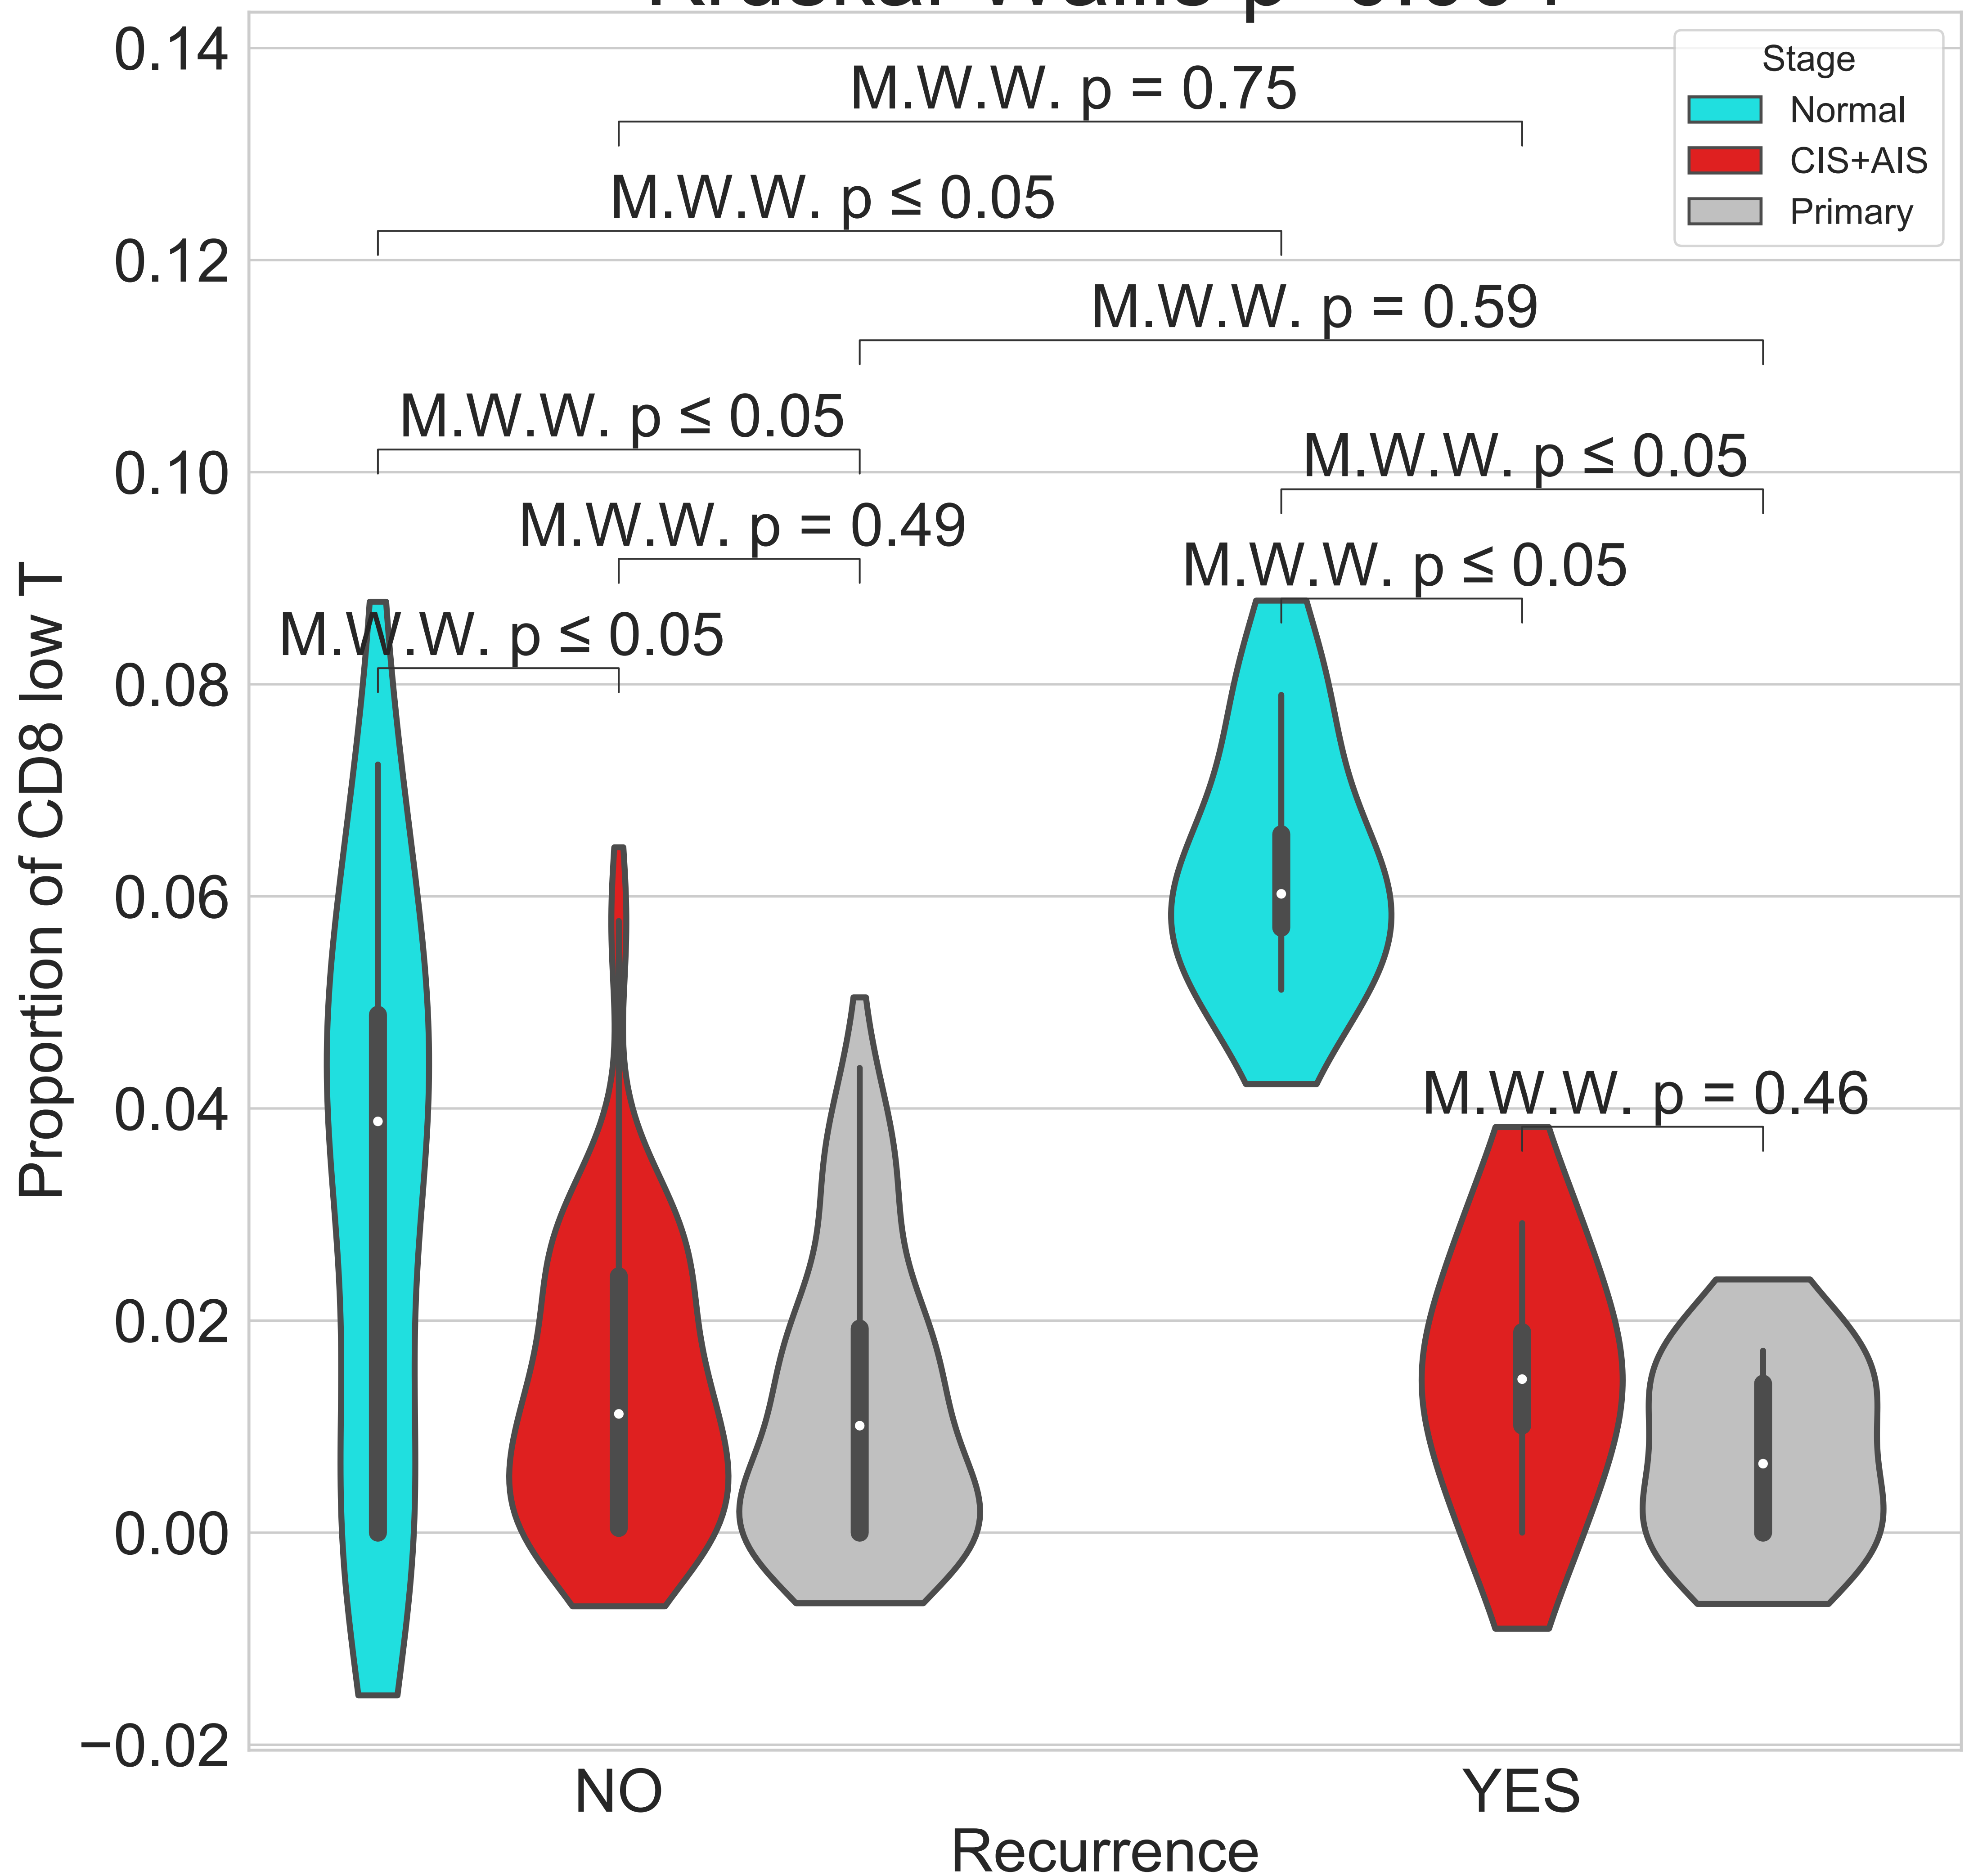 0.14
0.12
0.10
0.08
0.06
0.04
0.02
0.00
−0.02
Proportion of CD8 low T
M.W.W. p = 0.75
M.W.W. p ≤ 0.05
M.W.W. p = 0.59
M.W.W. p ≤ 0.05
M.W.W. p ≤ 0.05
M.W.W. p = 0.49
M.W.W. p ≤ 0.05
M.W.W. p ≤ 0.05
M.W.W. p = 0.46
Stage
Normal
CIS+AIS
Primary
NO
YES
Recurrence